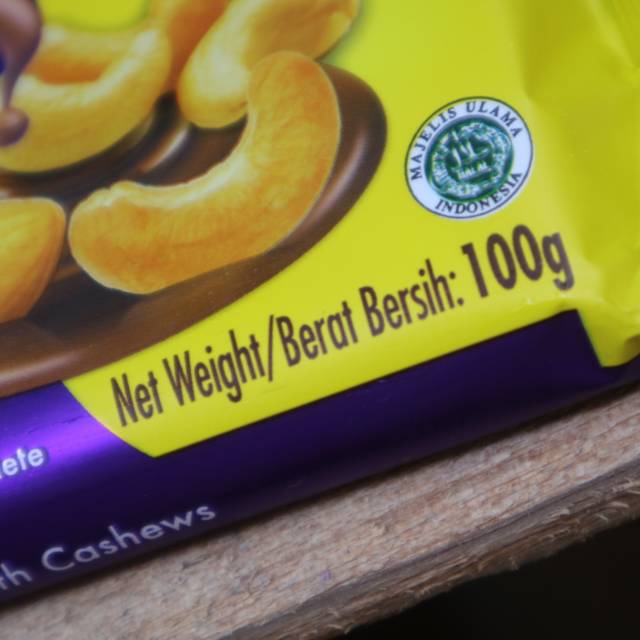 MAJELIS ULAMA
INDONESIA
Net Weight/Berat Bersih: 100g
Cashews